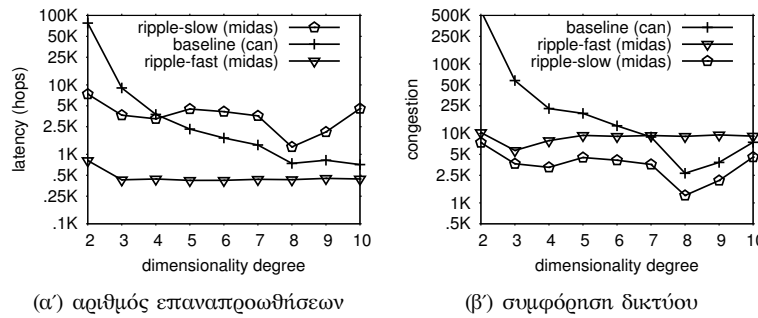 100K
50K
10K
5K
2.5K
1K
.5K
.25K
.1K
latency (hops)
ripple-slow (midas)
baseline (can)
ripple-fast (midas)
2 3 4 5 6 7 8 9 10
dimensionality degree
(αʹ) αριθμός επαναπροωθήσεων
500K
250K
100K
50K
25K
10K
5K
2.5K
1K
.5K
congestion
baseline (can)
ripple-fast (midas)
ripple-slow (midas)
2 3 4 5 6 7 8 9 10
dimensionality degree
(βʹ) συμφόρηση δικτύου